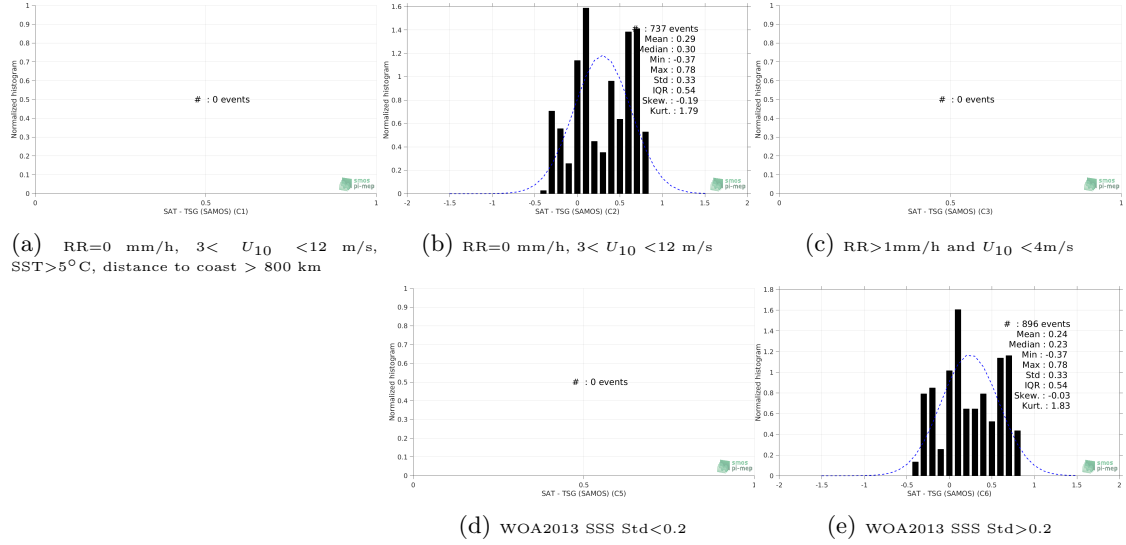 1
0.9
0.8
0.7
0.6
0.5
0.4
0.3
0.2
0.1
0
Normalized histogram
# : 0 events
smos
pi-mep
0 0.5 1
SAT - TSG (SAMOS) (C1)
(a) RR=0 mm/h, 3< U10 <12 m/s,
SST>5°C, distance to coast > 800 km
1.6
1.4
1.2
1
0.8
0.6
0.4
0.2
0
Normalized histogram
# : 737 events
Mean : 0.29
Median : 0.30
Min : -0.37
Max : 0.78
Std : 0.33
IQR : 0.54
Skew. : -0.19
Kurt. : 1.79
smos
pi-mep
-2 -1.5 -1 -0.5 0 0.5 1 1.5 2
SAT - TSG (SAMOS) (C2)
(b) RR=0 mm/h, 3< U10 <12 m/s
1
0.9
0.8
0.7
0.6
0.5
0.4
0.3
0.2
0.1
0
Normalized histogram
# : 0 events
smos
pi-mep
0 0.5 1
SAT - TSG (SAMOS) (C3)
(c) RR>1mm/h and U10 <4m/s
1
0.9
0.8
0.7
0.6
0.5
0.4
0.3
0.2
0.1
0
Normalized histogram
# : 0 events
smos
pi-mep
0 0.5 1
SAT - TSG (SAMOS) (C5)
(d) WOA2013 SSS Std<0.2
1.8
1.6
1.4
1.2
1
0.8
0.6
0.4
0.2
0
Normalized histogram
# : 896 events
Mean : 0.24
Median : 0.23
Min : -0.37
Max : 0.78
Std : 0.33
IQR : 0.54
Skew. : -0.03
Kurt. : 1.83
smos
pi-mep
-2 -1.5 -1 -0.5 0 0.5 1 1.5 2
SAT - TSG (SAMOS) (C6)
(e) WOA2013 SSS Std>0.2